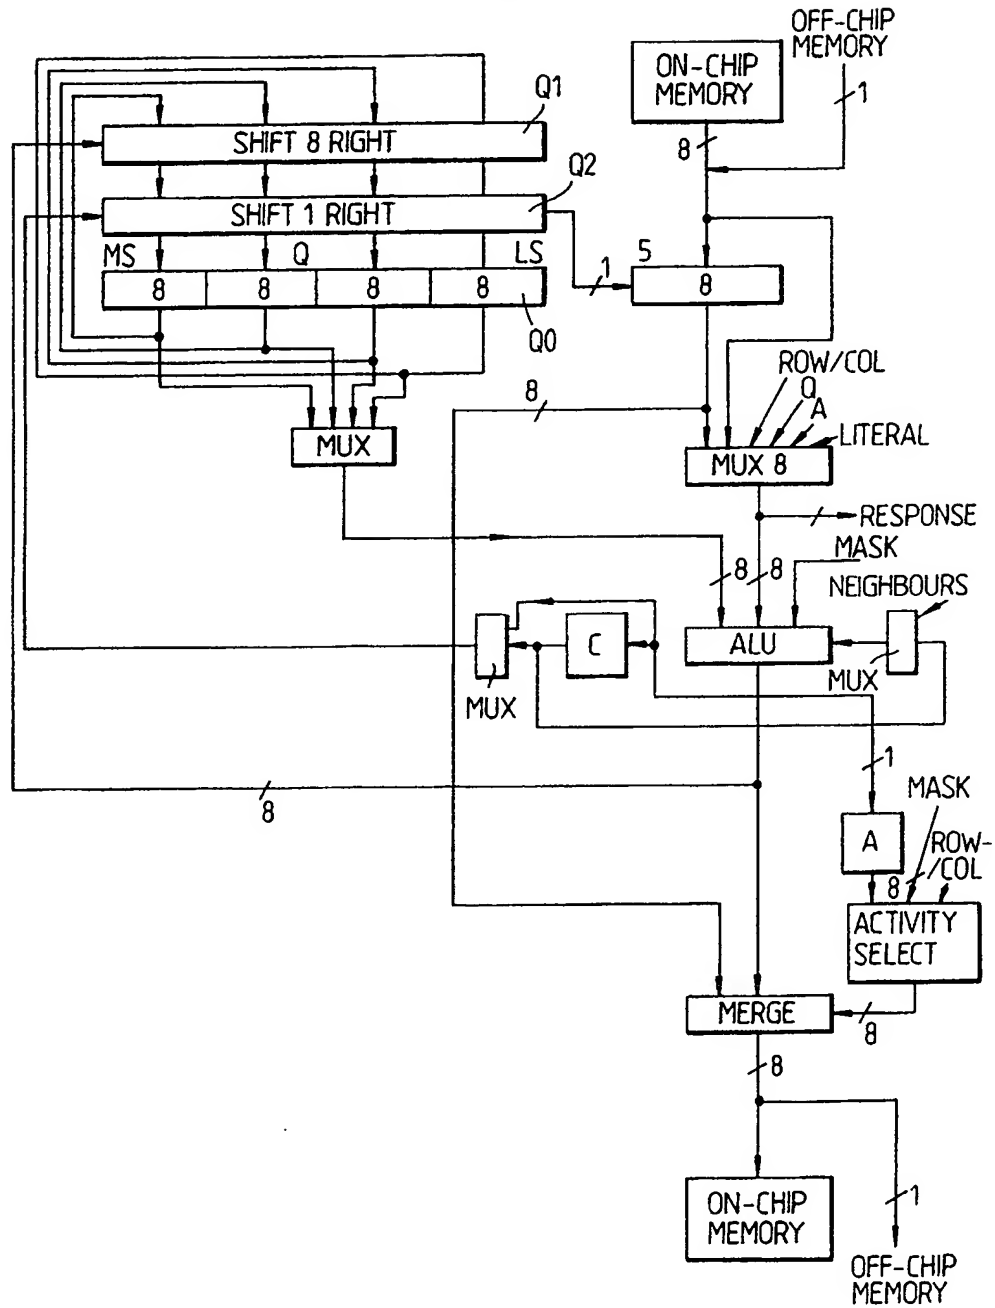 OFF-CHIP
MEMORY
ON-CHIP
MEMORY
1
8
Q1
SHIFT 8 RIGHT
Q2
SHIFT 1 RIGHT
MS
Q
LS
5
1
8
8
8
8
8
Q0
ROW/COL
Q
A
LITERAL
8
MUX
MUX 8
RESPONSE
MASK
8
8
NEIGHBOURS
C
ALU
MUX
MUX
1
8
MASK
A
ROW-
/COL
8
ACTIVITY
SELECT
MERGE
8
8
ON-CHIP
MEMORY
1
OFF-CHIP
MEMORY